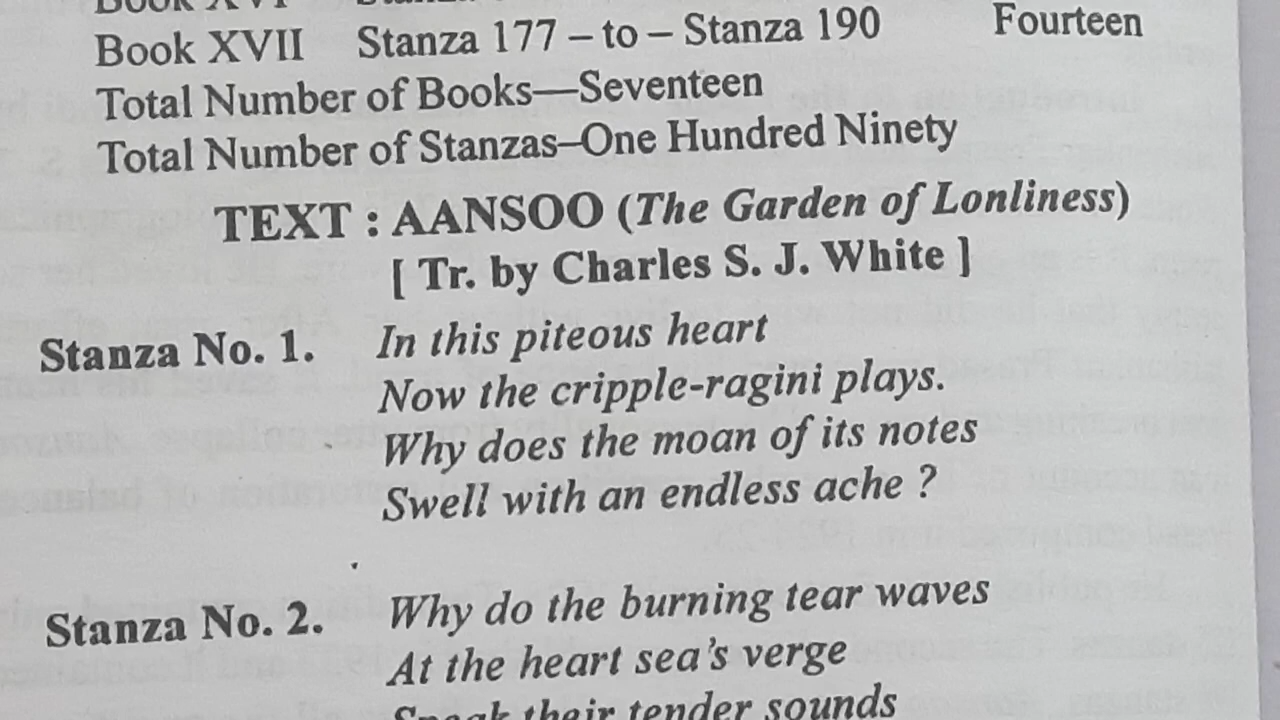 Book XVI Stanza
Book XVII Stanza 177 – to – Stanza 190 Fourteen
Total Number of Books—Seventeen
Total Number of Stanzas–One Hundred Ninety
TEXT : AANSOO (The Garden of Lonliness)
[ Tr. by Charles S. J. White ]
Stanza No. 1. In this piteous heart
Now the cripple-ragini plays.
Why does the moan of its notes
Swell with an endless ache ?
Stanza No. 2. Why do the burning tear waves
At the heart sea's verge
Speak their tender sounds